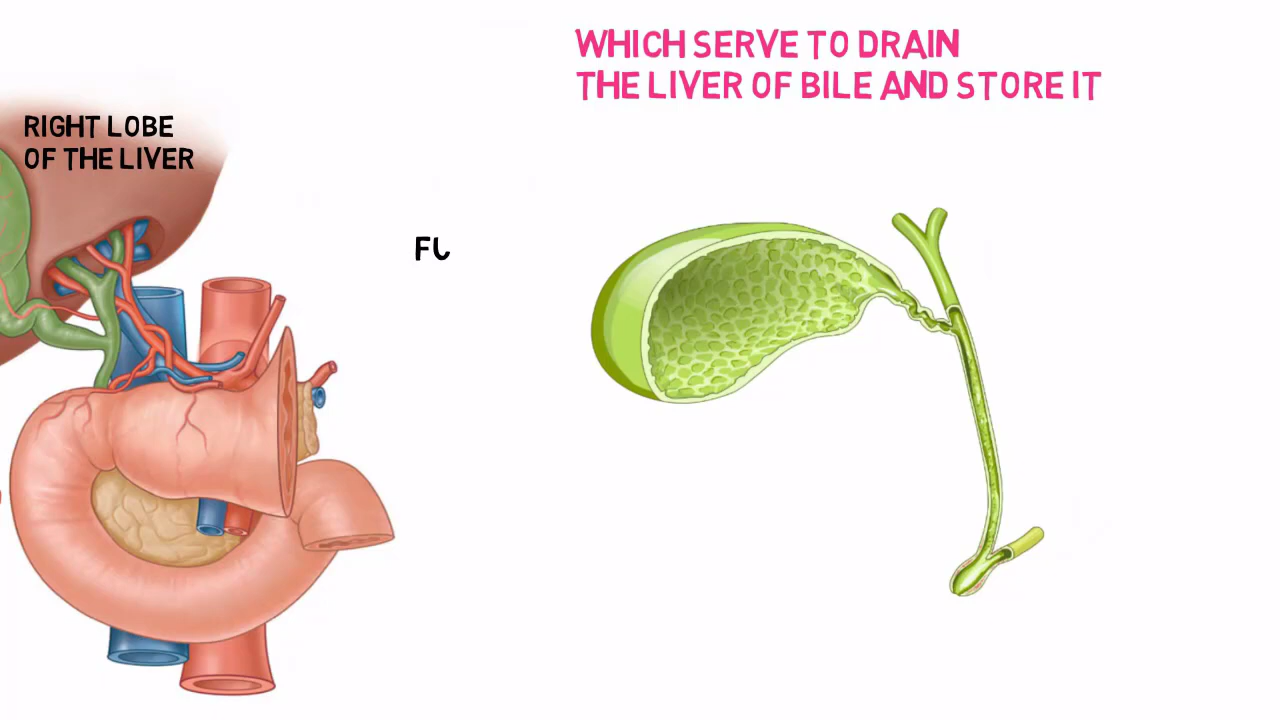 WHICH SERVE TO DRAIN
THE LIVER OF BILE AND STORE IT
RIGHT LOBE
OF THE LIVER